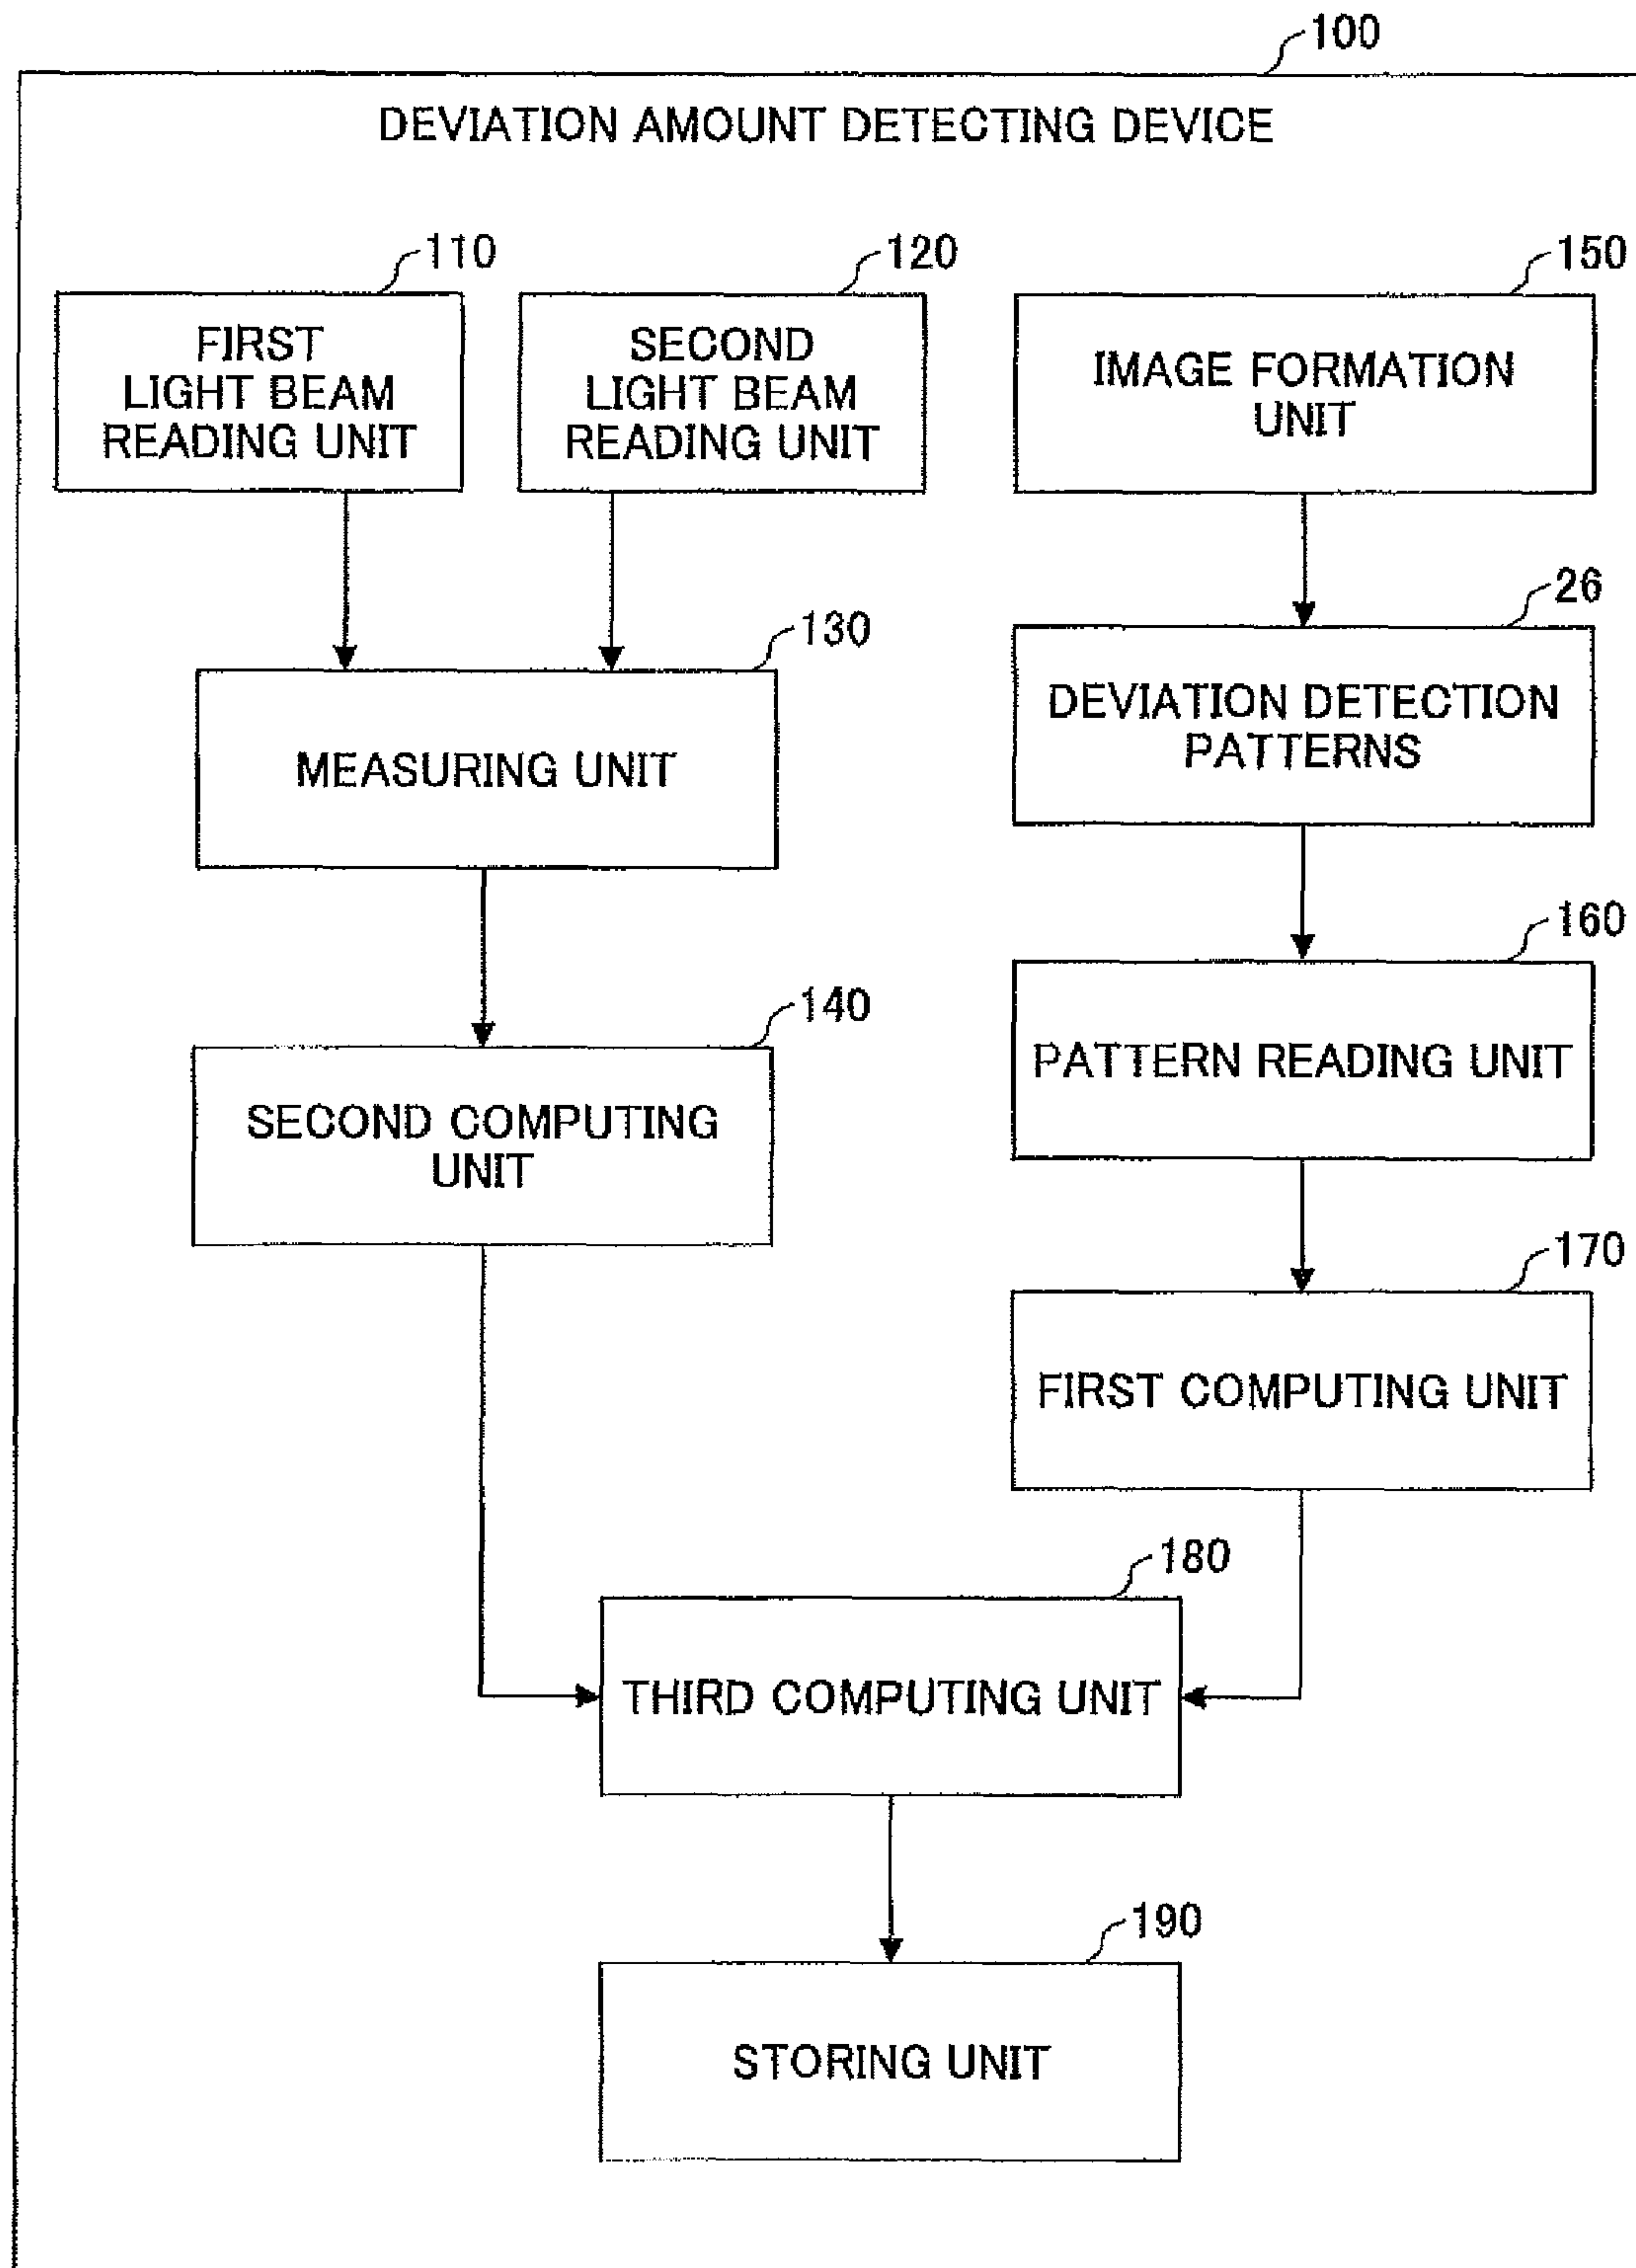 100
DEVIATION AMOUNT DETECTING DEVICE
110
120
150
FIRST
LIGHT BEAM
READING UNIT
SECOND
LIGHT BEAM
READING UNIT
IMAGE FORMATION
UNIT
130
26
MEASURING UNIT
DEVIATION DETECTION
PATTERNS
140
160
SECOND COMPUTING
UNIT
PATTERN READING UNIT
170
FIRST COMPUTING UNIT
180
THIRD COMPUTING UNIT
190
STORING UNIT